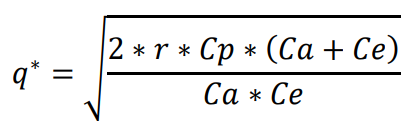 q* = √((2 * r * Cp * (Ca + Ce)) / (Ca * Ce))